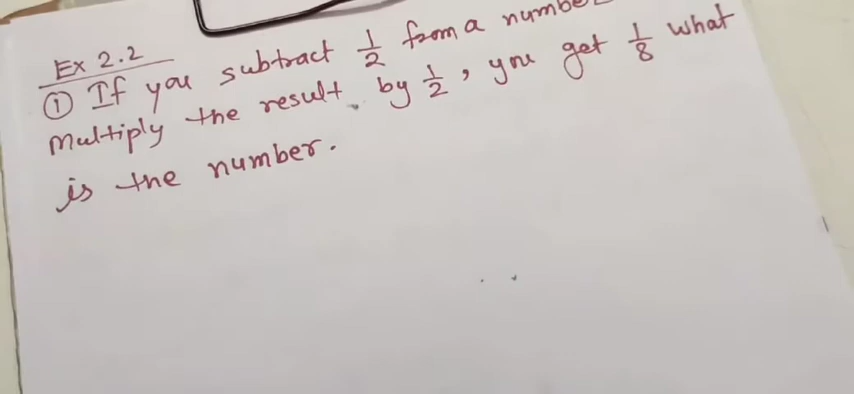 Ex 2.2
① If you subtract 1/2 from a number
Multiply the result by 1/2, you get 1/8 what
is the number.